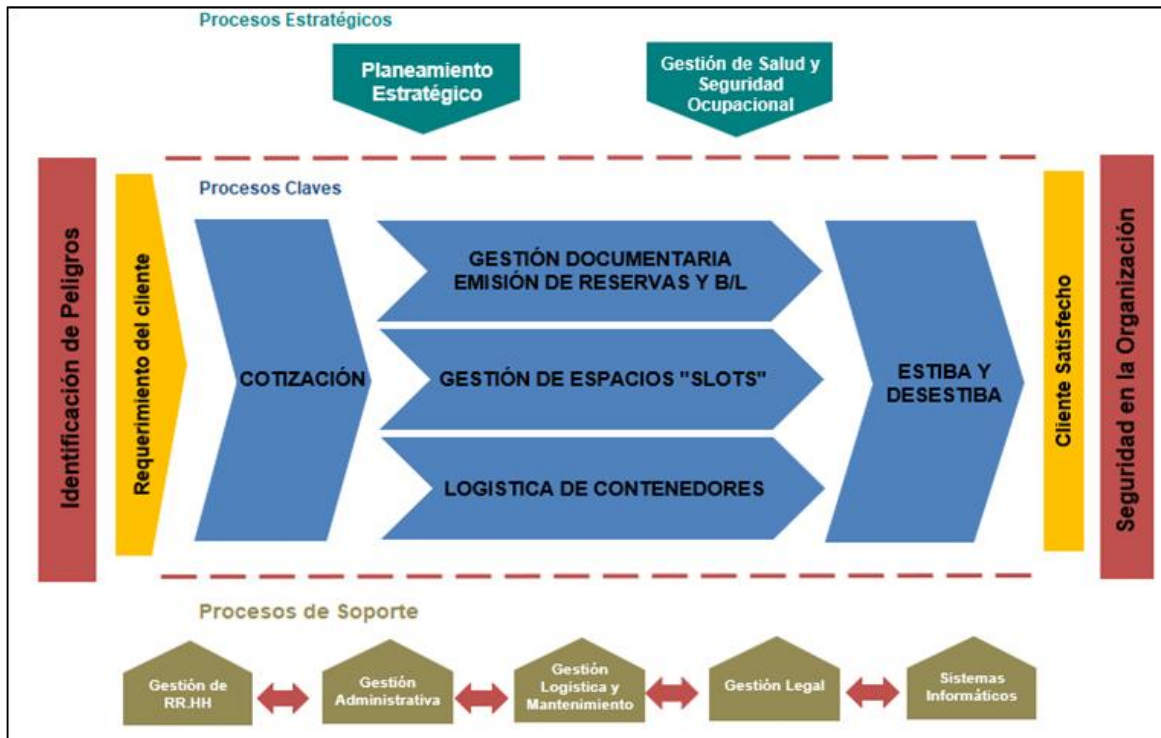 Procesos Estratégicos
Planeamiento
Estratégico
Gestión de Salud y
Seguridad
Ocupacional
Identificación de Peligros
Requerimiento del cliente
Procesos Claves
COTIZACIÓN
GESTIÓN DOCUMENTARIA
EMISIÓN DE RESERVAS Y B/L
GESTIÓN DE ESPACIOS "SLOTS"
LOGISTICA DE CONTENEDORES
ESTIBA Y
DESESTIBA
Cliente Satisfecho
Seguridad en la Organización
Procesos de Soporte
Gestión de
RR.HH
Gestión
Administrativa
Gestión
Logística y
Mantenimiento
Gestión Legal
Sistemas
Informáticos